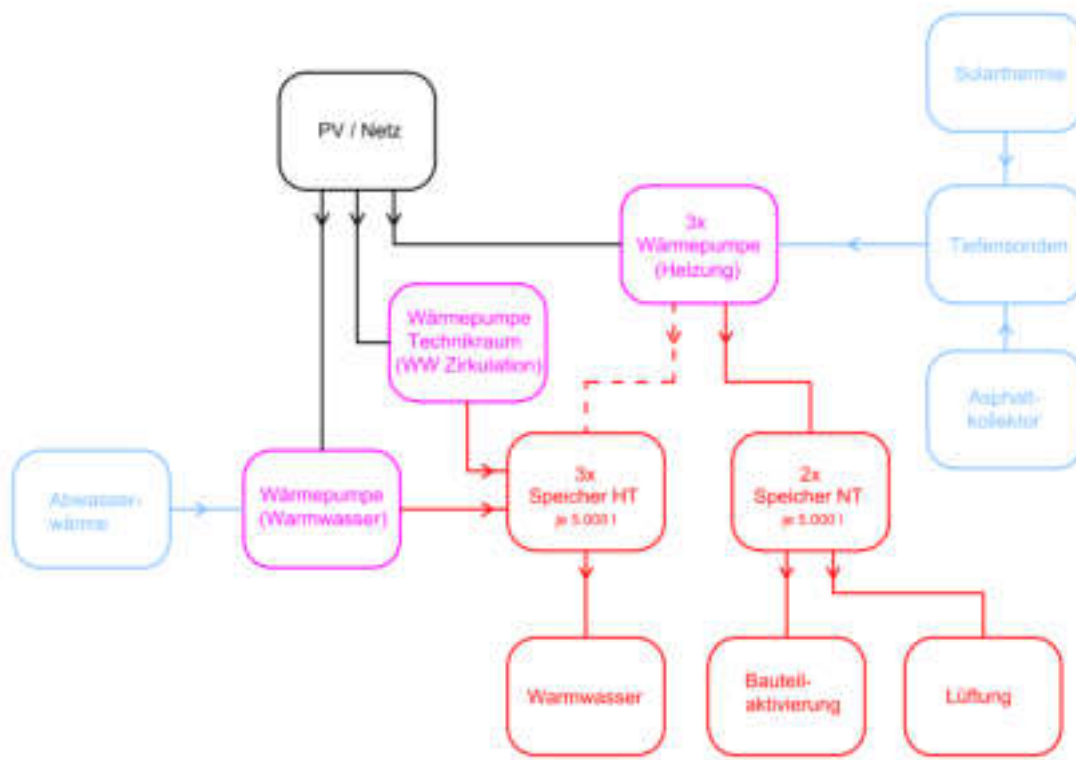 Solarthermie
PV / Netz
3x
Wärmepumpe
(Heizung)
Tiefensonden
Wärmepumpe
Technikraum
(WW Zirkulation)
Asphalt-
kollektor
Abwasser-
wärme
Wärmepumpe
(Warmwasser)
3x
Speicher HT
je 5.000 l
2x
Speicher NT
je 5.000 l
Warmwasser
Bauteil-
aktivierung
Lüftung